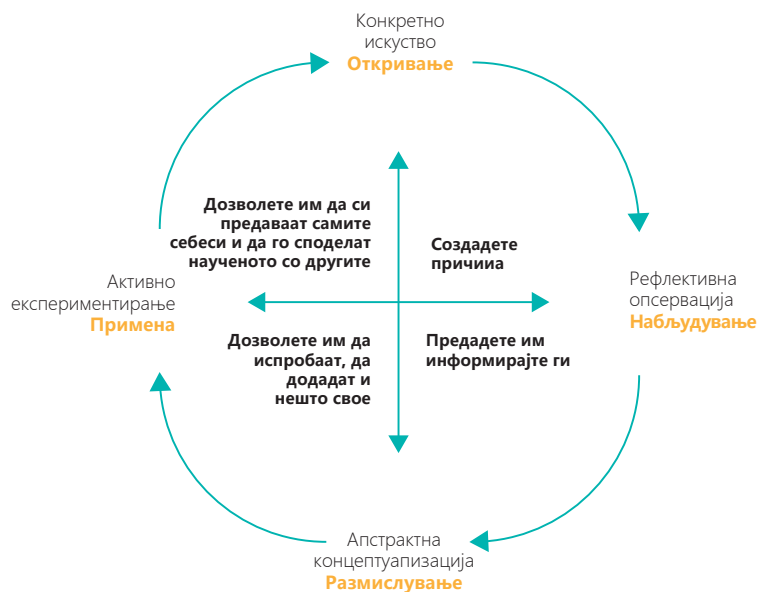 Конкретно
искуство
Откривање
Дозволете им да си
предаваат самите
себеси и да го споделат
наученото со другите
Создадете
причииа
Активно
експериментирање
Примена
Рефлективна
опсервација
Набљудување
Дозволете им да
испробаат, да
додадат и
нешто свое
Предадете им
информирајте ги
Апстрактна
концептуапизација
Размислување